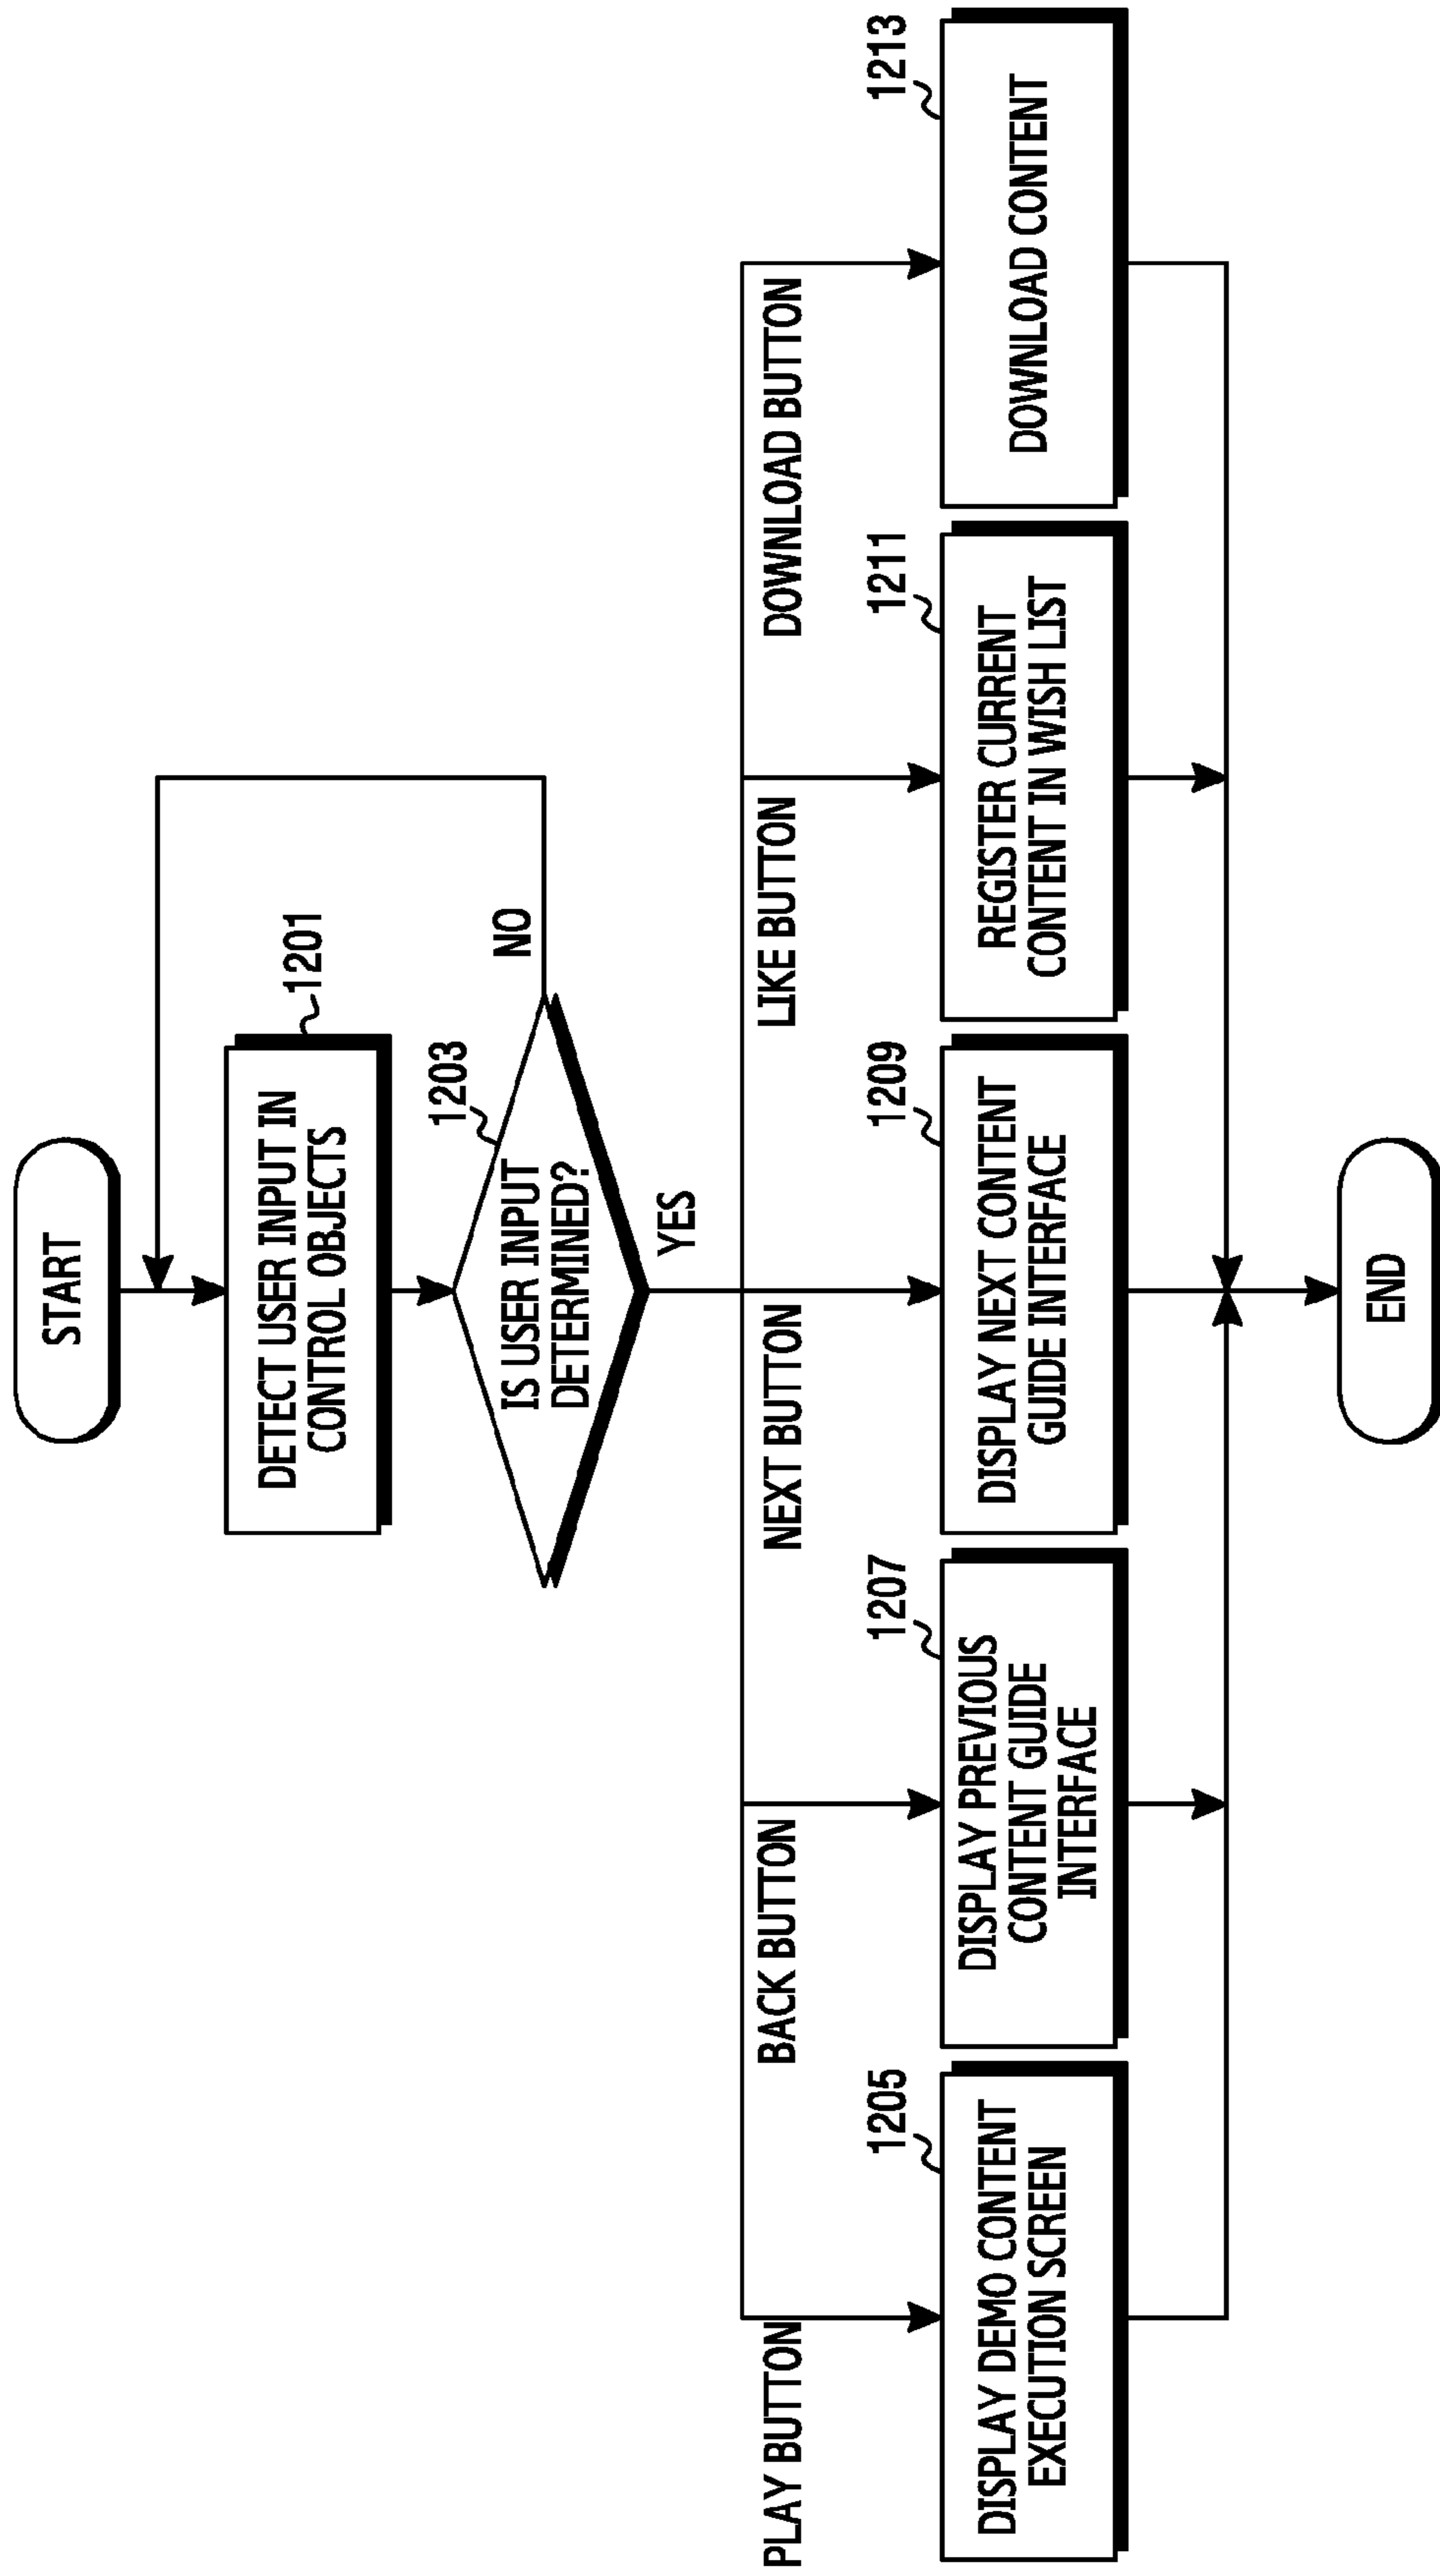 START
DETECT USER INPUT IN
CONTROL OBJECTS
1201
IS USER INPUT
DETERMINED?
1203
NO
YES
PLAY BUTTON
BACK BUTTON
NEXT BUTTON
LIKE BUTTON
DOWNLOAD BUTTON
1205
DISPLAY DEMO CONTENT
EXECUTION SCREEN
1207
DISPLAY PREVIOUS
CONTENT GUIDE
INTERFACE
1209
DISPLAY NEXT CONTENT
GUIDE INTERFACE
1211
REGISTER CURRENT
CONTENT IN WISH LIST
1213
DOWNLOAD CONTENT
END